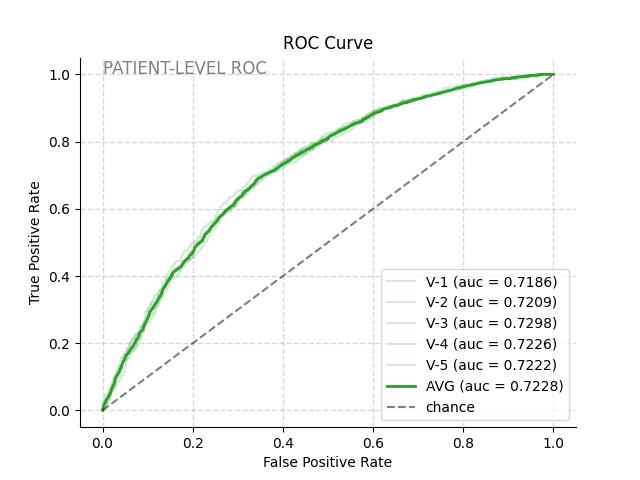 ROC Curve
PATIENT-LEVEL ROC
True Positive Rate
1.0
0.8
0.6
0.4
0.2
0.0
V-1 (auc = 0.7186)
V-2 (auc = 0.7209)
V-3 (auc = 0.7298)
V-4 (auc = 0.7226)
V-5 (auc = 0.7222)
AVG (auc = 0.7228)
chance
0.0 0.2 0.4 0.6 0.8 1.0
False Positive Rate